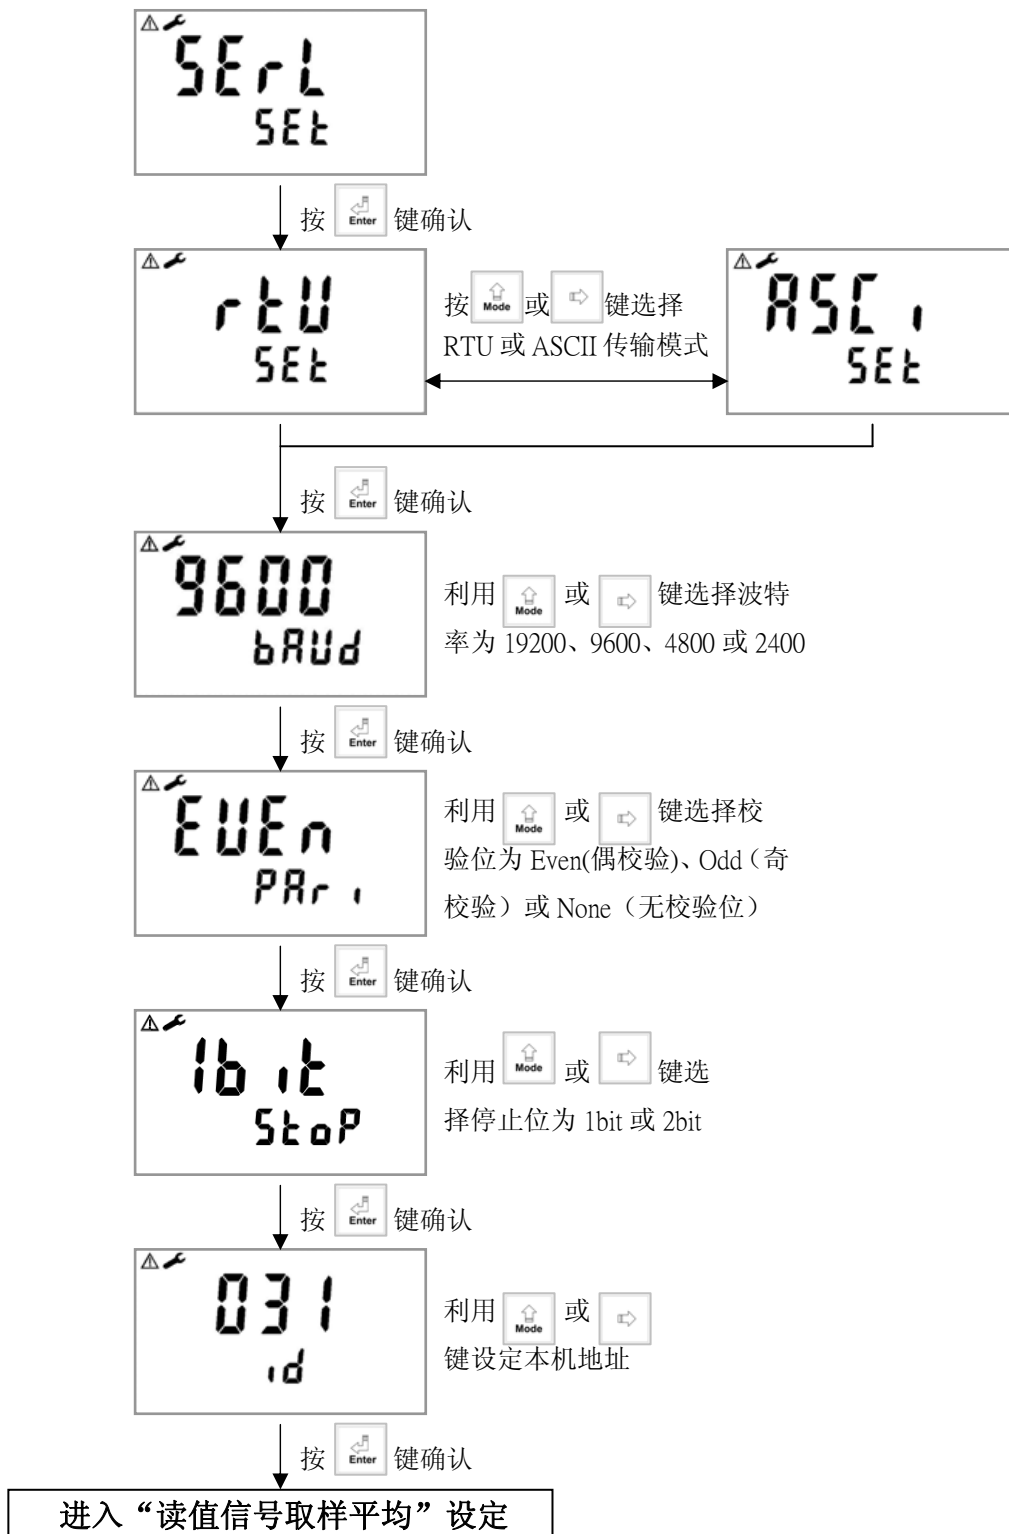 SErL
SEt
按 Enter 键确认
rtU
SEt
按 Mode 或 键选择
RTU 或 ASCII 传输模式
ASCi
SEt
按 Enter 键确认
9600
bAUd
利用 Mode 或 键选择波特
率为 19200、9600、4800 或 2400
按 Enter 键确认
EVEn
PAri
利用 Mode 或 键选择校
验位为 Even(偶校验)、Odd（奇
校验）或 None（无校验位）
按 Enter 键确认
1bit
StoP
利用 Mode 或 键选
择停止位为 1bit 或 2bit
按 Enter 键确认
031
id
利用 Mode 或
键设定本机地址
按 Enter 键确认
进入“读值信号取样平均”设定